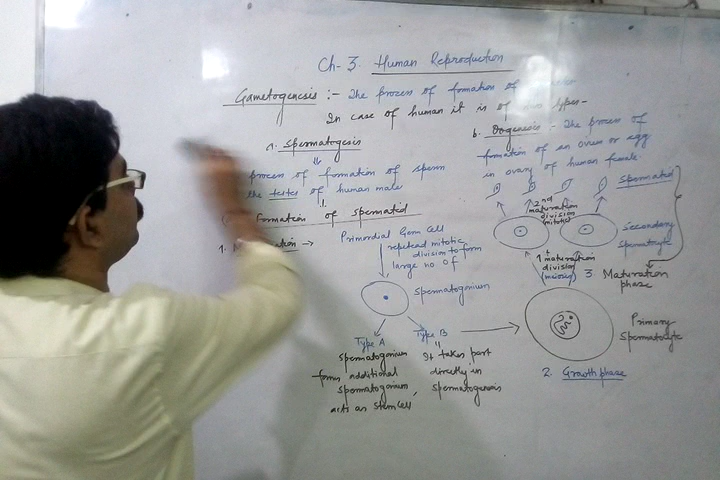 Ch-3. Human Reproduction
Gametogenesis :- The process of formation of
In case of human it is of types-
a. Spermatogesis
process of formation of sperm
the testes of human male
b. Oogenesis - The process of
formation of an ovum or egg
in ovary of human female.
Formation of spermatid
1.
Primordial Germ Cell
repeated mitotic
division to form
large no of
Spermatogonium
Type A
Spermatogonium
forms additional
Spermatogonium
acts as stem cell
Type B
It takes part
directly in
spermatogenesis
Spermatid
2nd
maturation
division
(mitotic)
Secondary
Spermatocyte
1st maturation
division
(meiosis)
3 Maturation
phase
Primary
Spermatocyte
2. Growth phase